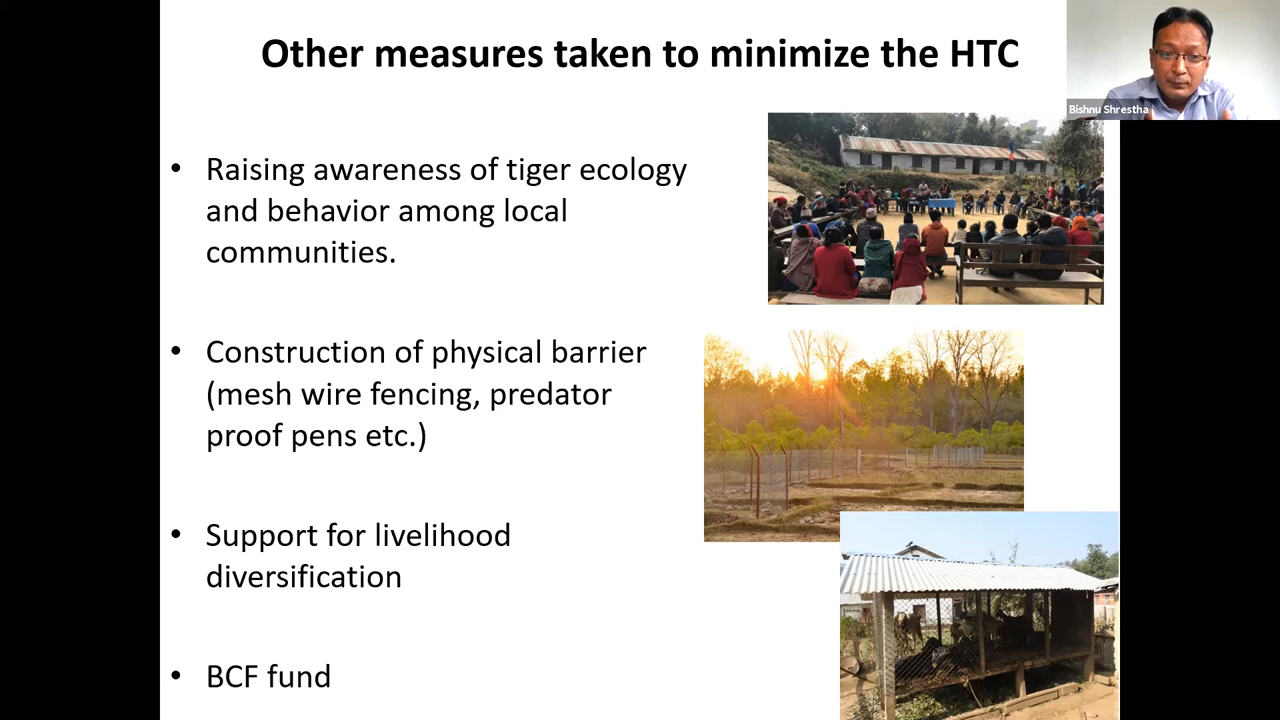 Other measures taken to minimize the HTC
Bishnu Shrestha
• Raising awareness of tiger ecology
and behavior among local
communities.
• Construction of physical barrier
(mesh wire fencing, predator
proof pens etc.)
• Support for livelihood
diversification
• BCF fund